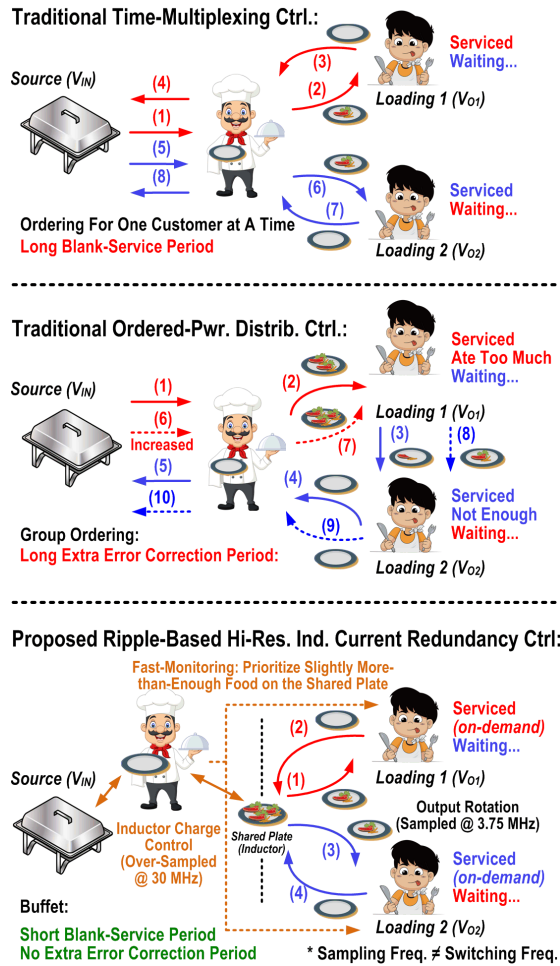 Traditional Time-Multiplexing Ctrl.:
Source (VIN)
(4)
(1)
(5)
(8)
(3)
(2)
Serviced
Waiting...
Loading 1 (VO1)
(6)
(7)
Serviced
Waiting...
Loading 2 (VO2)
Ordering For One Customer at A Time
Long Blank-Service Period
Traditional Ordered-Pwr. Distrib. Ctrl.:
Source (VIN)
(1)
(6)
Increased
(5)
(10)
(2)
(7)
Serviced
Ate Too Much
Waiting...
Loading 1 (VO1)
(3)
(8)
(4)
(9)
Serviced
Not Enough
Waiting...
Loading 2 (VO2)
Group Ordering:
Long Extra Error Correction Period:
Proposed Ripple-Based Hi-Res. Ind. Current Redundancy Ctrl:
Fast-Monitoring: Prioritize Slightly More-
than-Enough Food on the Shared Plate
Source (VIN)
(2)
(1)
Serviced
(on-demand)
Waiting...
Loading 1 (VO1)
Output Rotation
(Sampled @ 3.75 MHz)
Inductor Charge
Control
(Over-Sampled
@ 30 MHz)
Shared Plate
(Inductor)
(3)
(4)
Serviced
(on-demand)
Waiting...
Loading 2 (VO2)
Buffet:
Short Blank-Service Period
No Extra Error Correction Period
* Sampling Freq. ≠ Switching Freq.